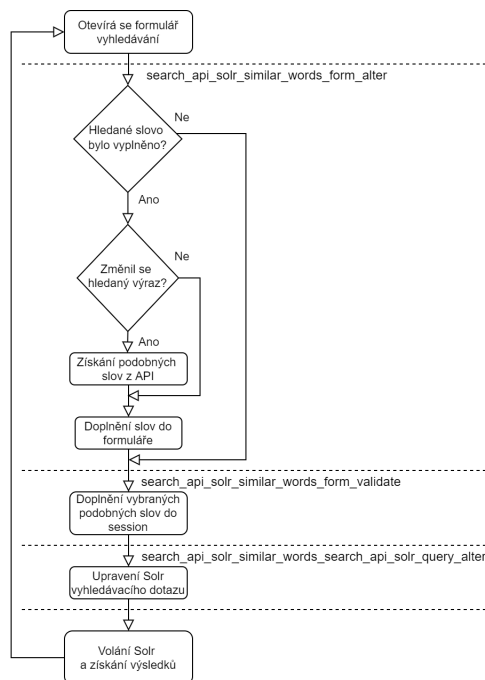 Otevírá se formulář
vyhledávání
search_api_solr_similar_words_form_alter
Ne
Hledané slovo
bylo vyplněno?
Ano
Ne
Změnil se
hledaný výraz?
Ano
Získání podobných
slov z API
Doplnění slov do
formuláře
search_api_solr_similar_words_form_validate
Doplnění vybraných
podobných slov do
session
search_api_solr_similar_words_search_api_solr_query_alter
Upravení Solr
vyhledávacího dotazu
Volání Solr
a získání výsledků